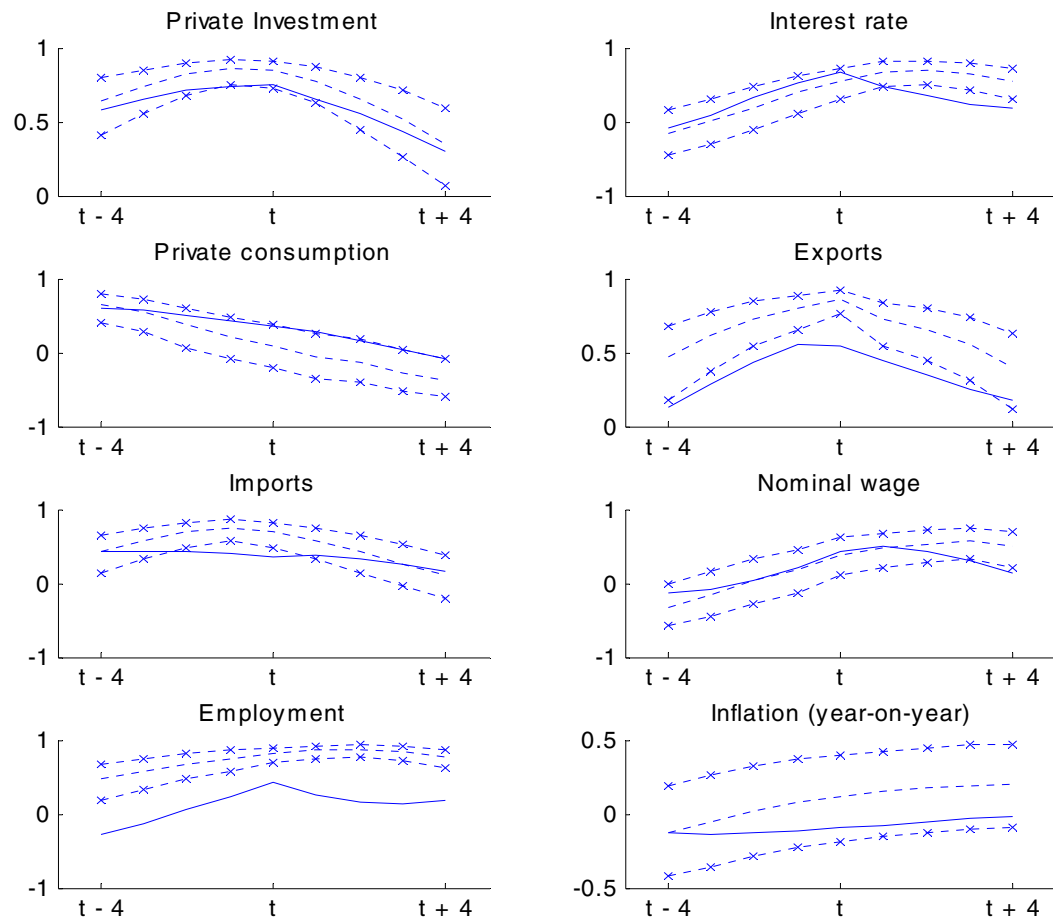 Private Investment
1
0.5
0
t - 4
t
t + 4
Interest rate
1
0
-1
t - 4
t
t + 4
Private consumption
1
0
-1
t - 4
t
t + 4
Exports
1
0.5
0
t - 4
t
t + 4
Imports
1
0
-1
t - 4
t
t + 4
Nominal wage
1
0
-1
t - 4
t
t + 4
Employment
1
0
-1
t - 4
t
t + 4
Inflation (year-on-year)
0.5
0
-0.5
t - 4
t
t + 4